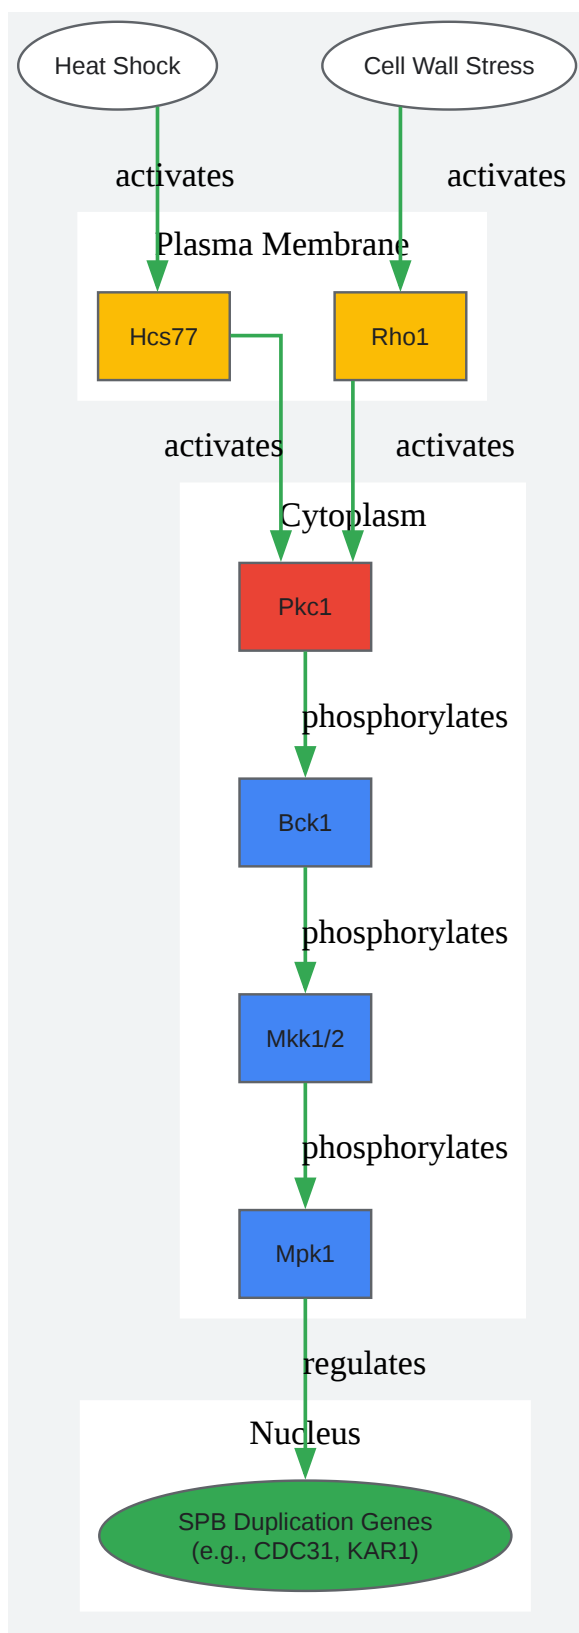 Heat Shock
Cell Wall Stress
activates
activates
Plasma Membrane
Hcs77
Rho1
activates
activates
Cytoplasm
Pkc1
phosphorylates
Bck1
phosphorylates
Mkk1/2
phosphorylates
Mpk1
regulates
Nucleus
SPB Duplication Genes
(e.g., CDC31, KAR1)